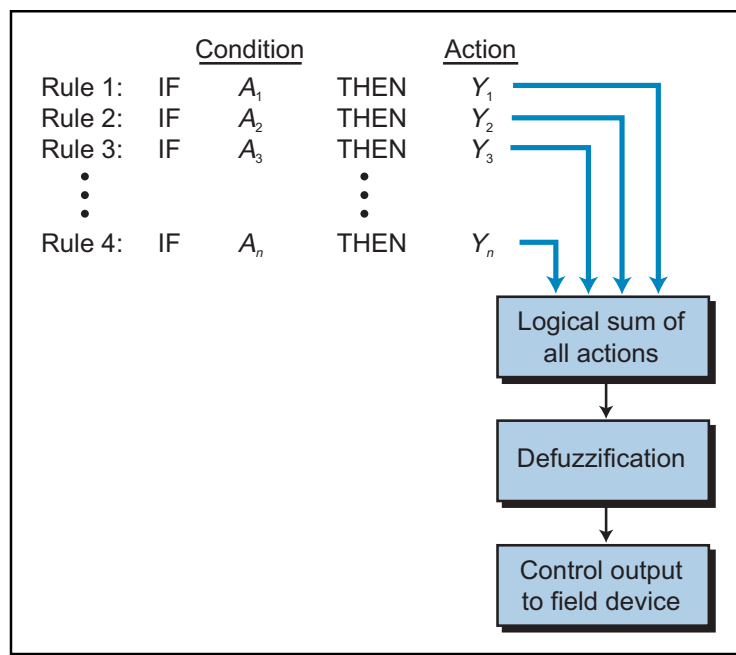 Condition Action
Rule 1: IF A₁ THEN Y₁
Rule 2: IF A₂ THEN Y₂
Rule 3: IF A₃ THEN Y₃
Rule 4: IF Aₙ THEN Yₙ
Logical sum of
all actions
Defuzzification
Control output
to field device